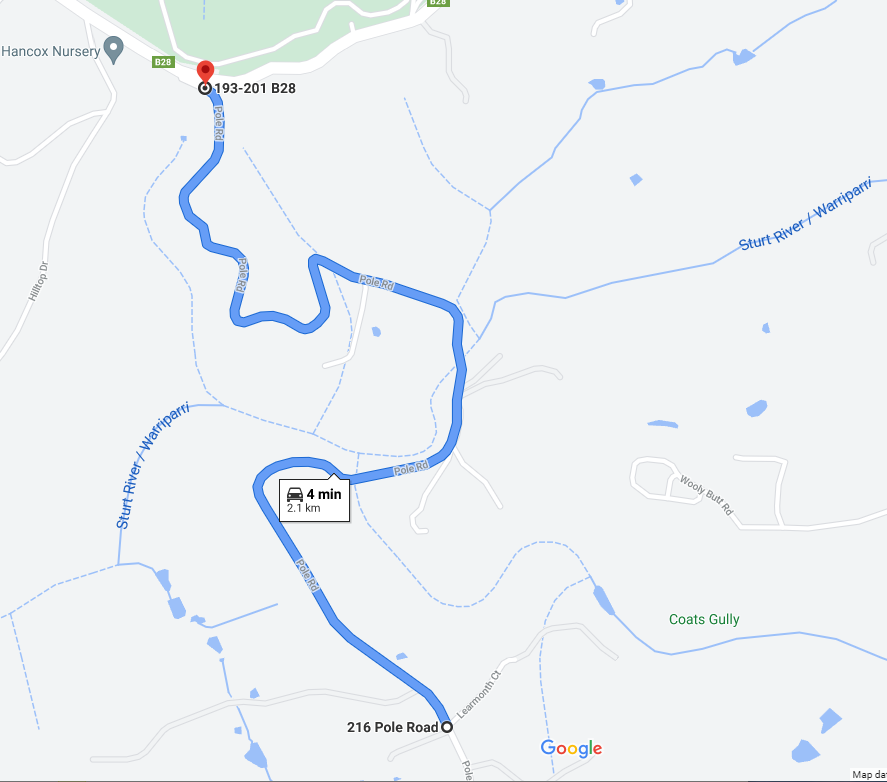 B28
Hancox Nursery
B28
193-201 B28
Pole Rd
Sturt River / Warriparri
Hilltop Dr
Pole Rd
Pole Rd
Sturt River / Warriparri
Pole Rd
Wooly Butt Rd
4 min
2.1 km
Pole Rd
Coats Gully
Learmonth Ct
216 Pole Road
Google
Pole
Map da